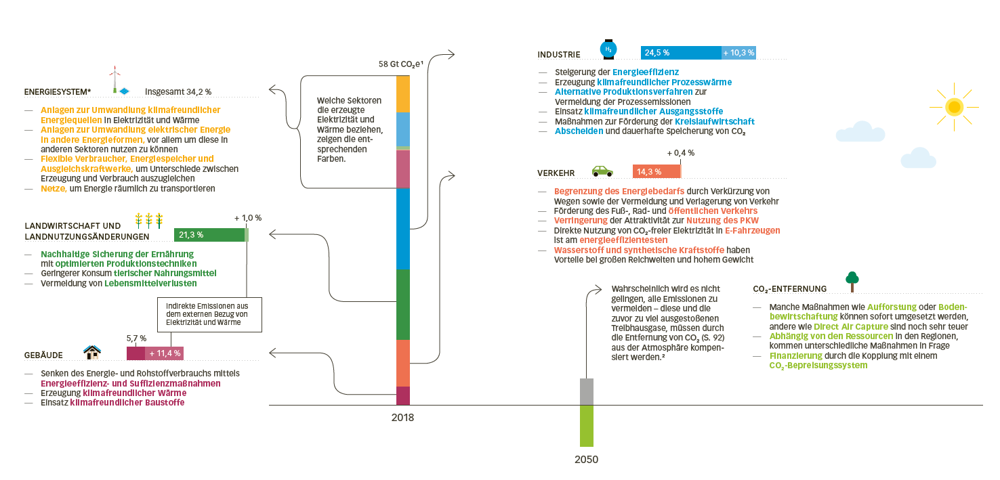 58 Gt CO₂e¹
ENERGIESYSTEM*
Insgesamt 34,2 %
— Anlagen zur Umwandlung klimafreundlicher
Energiequellen in Elektrizität und Wärme
— Anlagen zur Umwandlung elektrischer Energie
in andere Energieformen, vor allem um diese in
anderen Sektoren nutzen zu können
— Flexible Verbraucher, Energiespeicher und
Ausgleichskraftwerke, um Unterschiede zwischen
Erzeugung und Verbrauch auszugleichen
— Netze, um Energie räumlich zu transportieren
Welche Sektoren
die erzeugte
Elektrizität und
Wärme beziehen,
zeigen die ent-
sprechenden
Farben.
LANDWIRTSCHAFT UND
LANDNUTZUNGSÄNDERUNGEN
21,3 %
+ 1,0 %
— Nachhaltige Sicherung der Ernährung
mit optimierten Produktionstechniken
— Geringerer Konsum tierischer Nahrungsmittel
— Vermeidung von Lebensmittelverlusten
Indirekte Emissionen aus
dem externen Bezug von
Elektrizität und Wärme
GEBÄUDE
5,7 %
+ 11,4 %
— Senken des Energie- und Rohstoffverbrauchs mittels
Energieeffizienz- und Suffizienzmaßnahmen
— Erzeugung klimafreundlicher Wärme
— Einsatz klimafreundlicher Baustoffe
2018
INDUSTRIE
H₂
24,5 %
+ 10,3 %
— Steigerung der Energieeffizienz
— Erzeugung klimafreundlicher Prozesswärme
— Alternative Produktionsverfahren zur
Vermeidung der Prozessemissionen
— Einsatz klimafreundlicher Ausgangsstoffe
— Maßnahmen zur Förderung der Kreislaufwirtschaft
— Abscheiden und dauerhafte Speicherung von CO₂
VERKEHR
14,3 %
+ 0,4 %
— Begrenzung des Energiebedarfs durch Verkürzung von
Wegen sowie der Vermeidung und Verlagerung von Verkehr
— Förderung des Fuß-, Rad- und öffentlichen Verkehrs
— Verringerung der Attraktivität zur Nutzung des PKW
— Direkte Nutzung von CO₂-freier Elektrizität in E-Fahrzeugen
ist am energieeffizientesten
— Wasserstoff und synthetische Kraftstoffe haben
Vorteile bei großen Reichweiten und hohem Gewicht
Wahrscheinlich wird es nicht
gelingen, alle Emissionen zu
vermeiden – diese und die
zuvor zu viel ausgestoßenen
Treibhausgase, müssen durch
die Entfernung von CO₂ (S. 92)
aus der Atmosphäre kompen-
siert werden.²
CO₂-ENTFERNUNG
— Manche Maßnahmen wie Aufforstung oder Boden-
bewirtschaftung können sofort umgesetzt werden,
andere wie Direct Air Capture sind noch sehr teuer
— Abhängig von den Ressourcen in den Regionen,
kommen unterschiedliche Maßnahmen in Frage
— Finanzierung durch die Kopplung mit einem
CO₂-Bepreisungssystem
2050